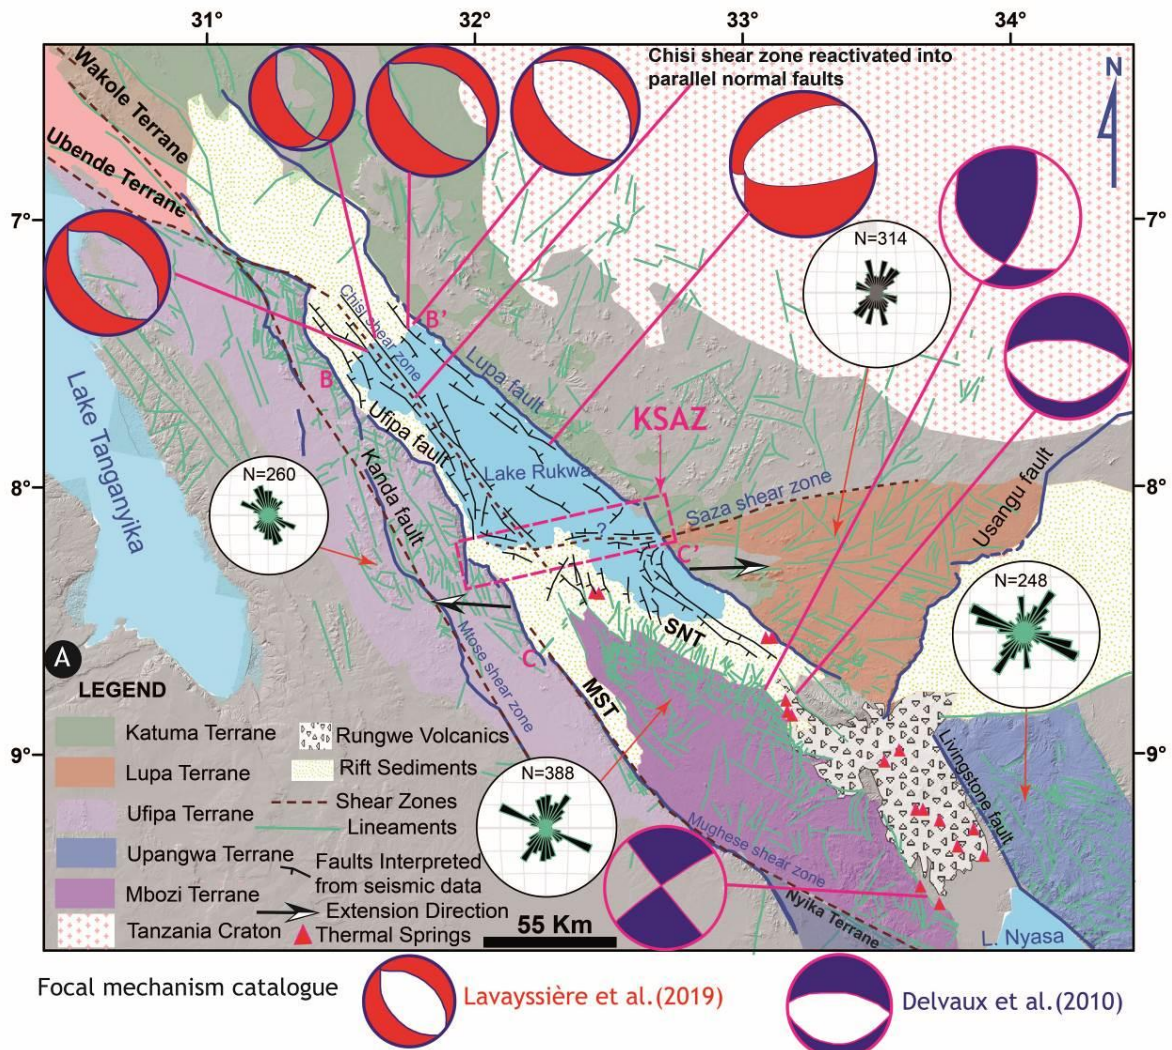 31° 32° 33° 34°
Chisi shear zone reactivated into
parallel normal faults
N
Wakole Terrane
Ubende Terrane
7° 7°
N=314
Chisi shear zone
B'
B
Lupa fault
Ufipa fault
KSAZ
Lake Tanganyika
Kanda fault
Lake Rukwa
N=260
8° 8°
Saza shear zone
Usangu fault
?
C'
N=248
SNT
A
Mtose shear zone
C
MST
LEGEND
Katuma Terrane
Rungwe Volcanics
Lupa Terrane
Rift Sediments
Ufipa Terrane
Shear Zones
Lineaments
Upangwa Terrane
Faults Interpreted
from seismic data
Mbozi Terrane
Extension Direction
Tanzania Craton
Thermal Springs
9° 9°
N=388
Livingstone fault
Mughese shear zone
Nyika Terrane
55 Km
L. Nyasa
Focal mechanism catalogue
Lavayssière et al.(2019)
Delvaux et al.(2010)